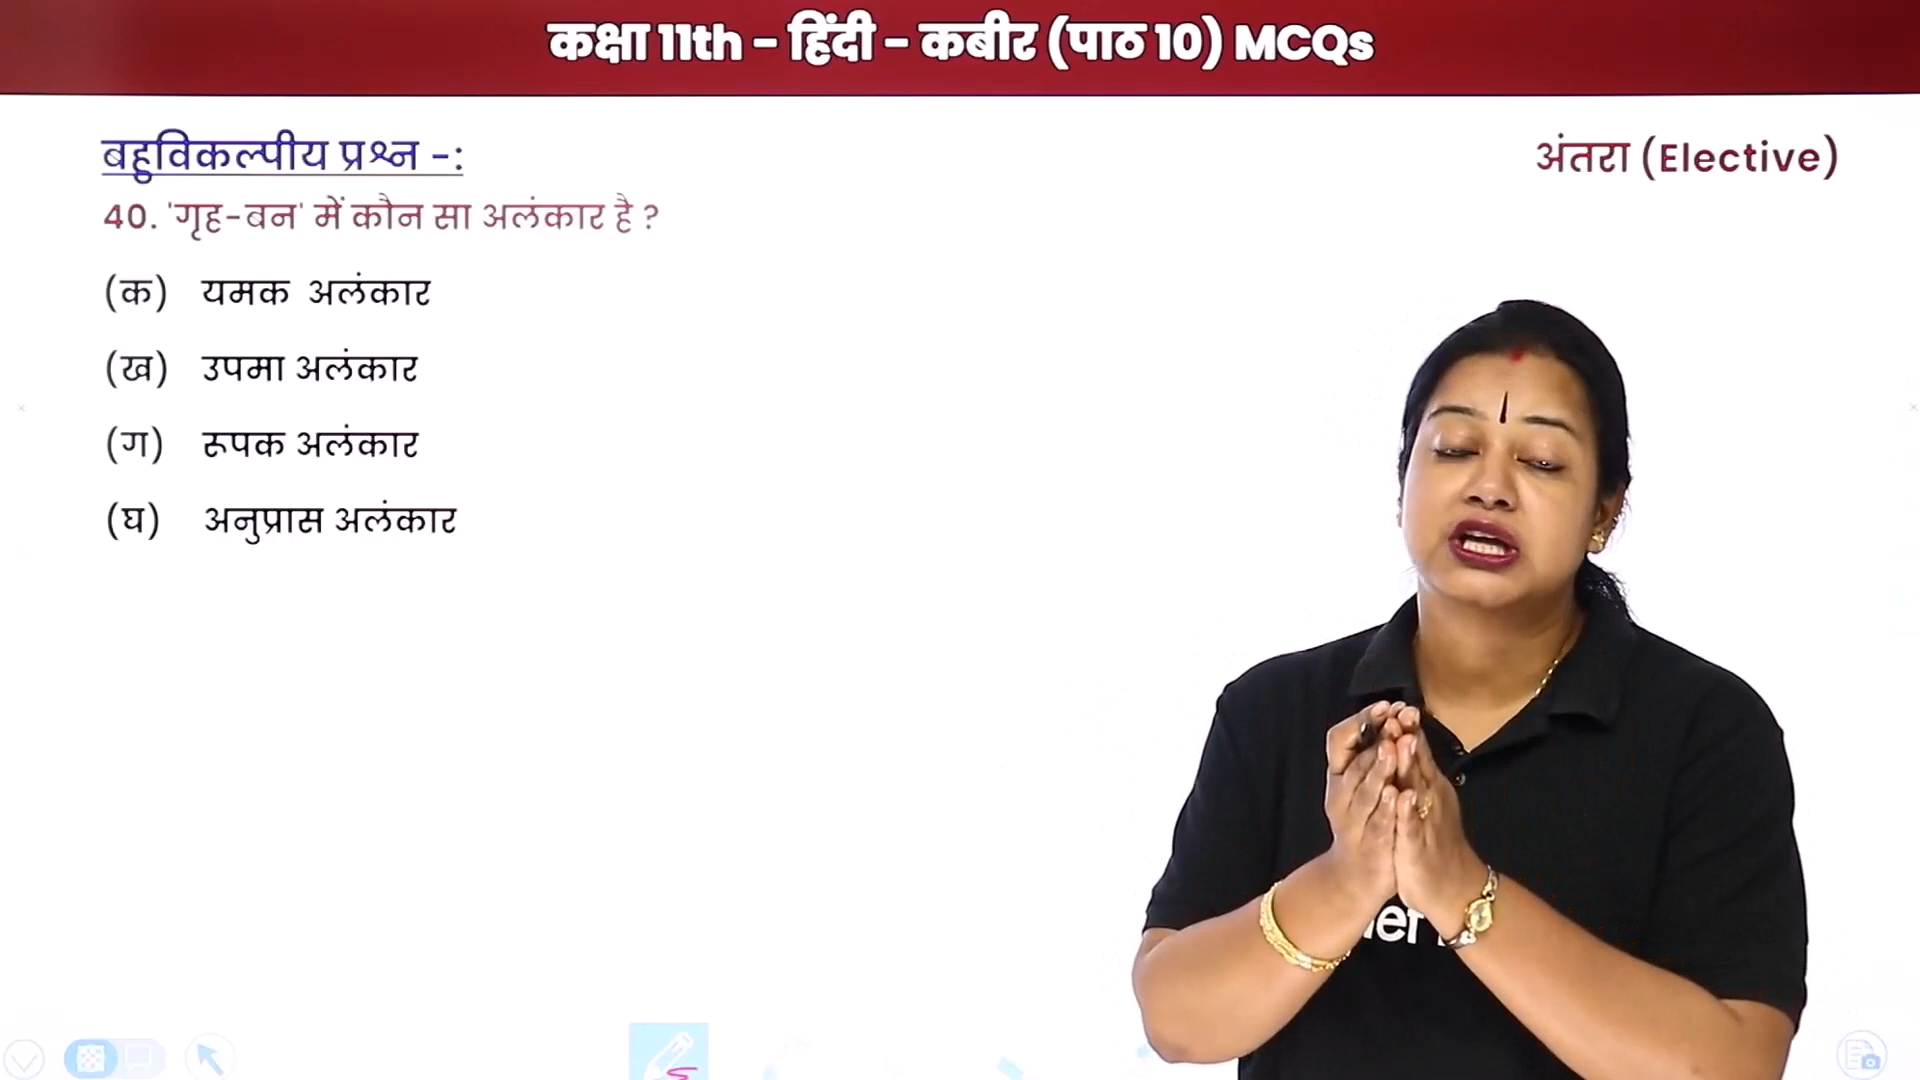 कक्षा 11th - हिंदी - कबीर (पाठ 10) MCQs
बहुविकल्पीय प्रश्न -:
अंतरा (Elective)
40. 'गृह-बन' में कौन सा अलंकार है ?
(क) यमक अलंकार
(ख) उपमा अलंकार
(ग) रूपक अलंकार
(घ) अनुप्रास अलंकार